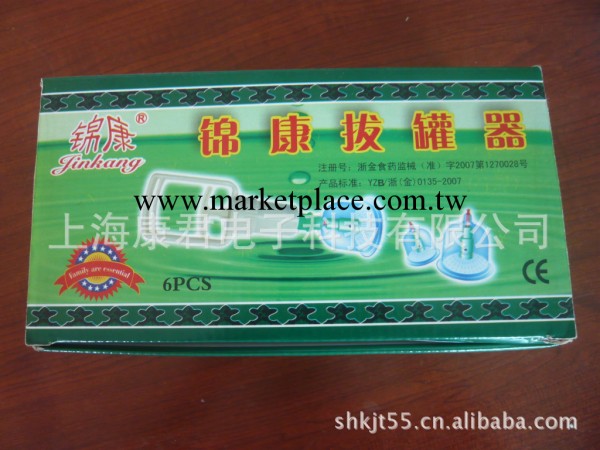 锦康®
Jinkang
锦康拔罐器
注册号：浙金食药监械（准）字2007第1270028号
产品标准：YZB/浙(金)0135-2007
www.marketplace.com.tw
上海康君电子科技有限公司
Family are essential
6PCS
CE
shkjt55.cn.alibaba.com